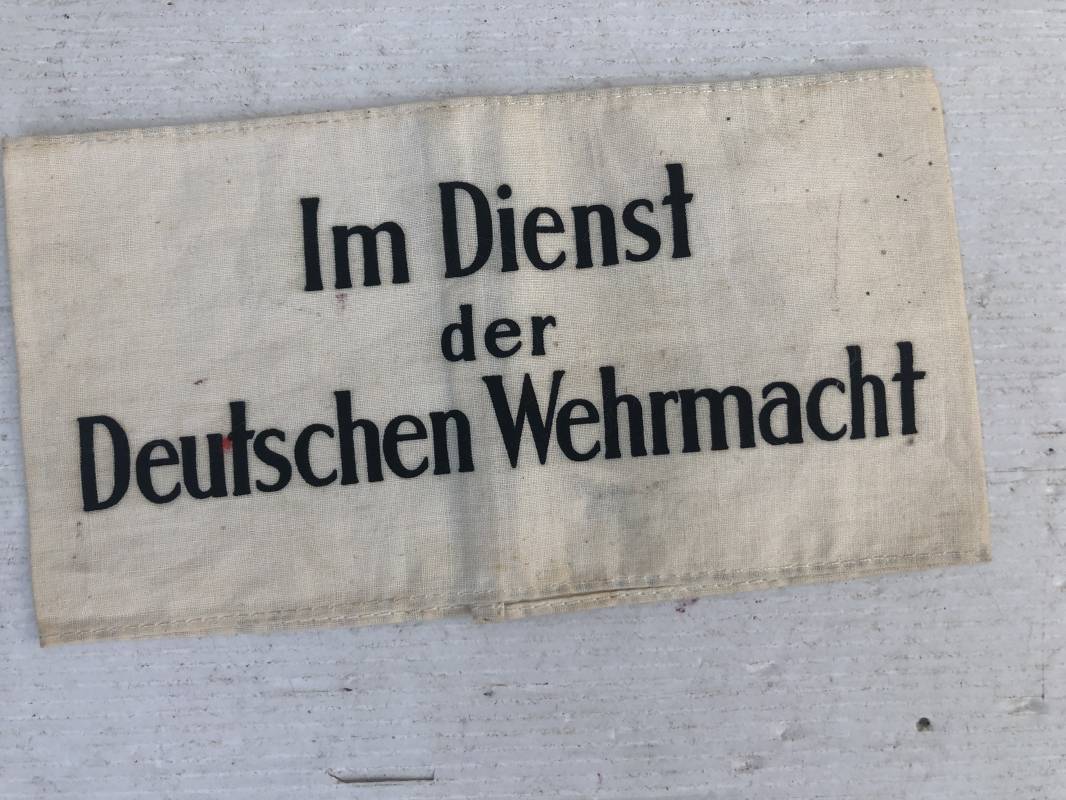 Im Dienst
der
Deutschen Wehrmacht